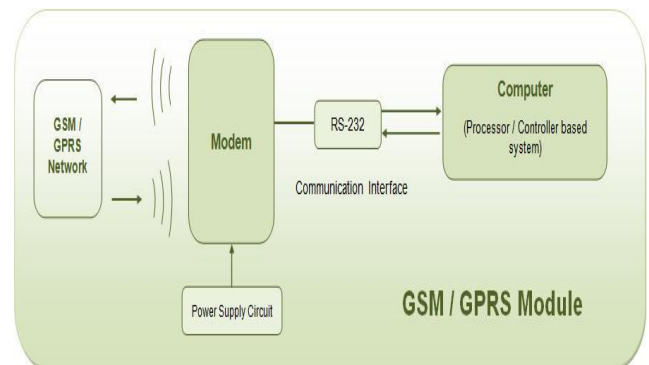 GSM /
GPRS
Network
Modem
RS-232
Communication Interface
Computer
(Processor / Controller based
system)
Power Supply Circuit
GSM / GPRS Module